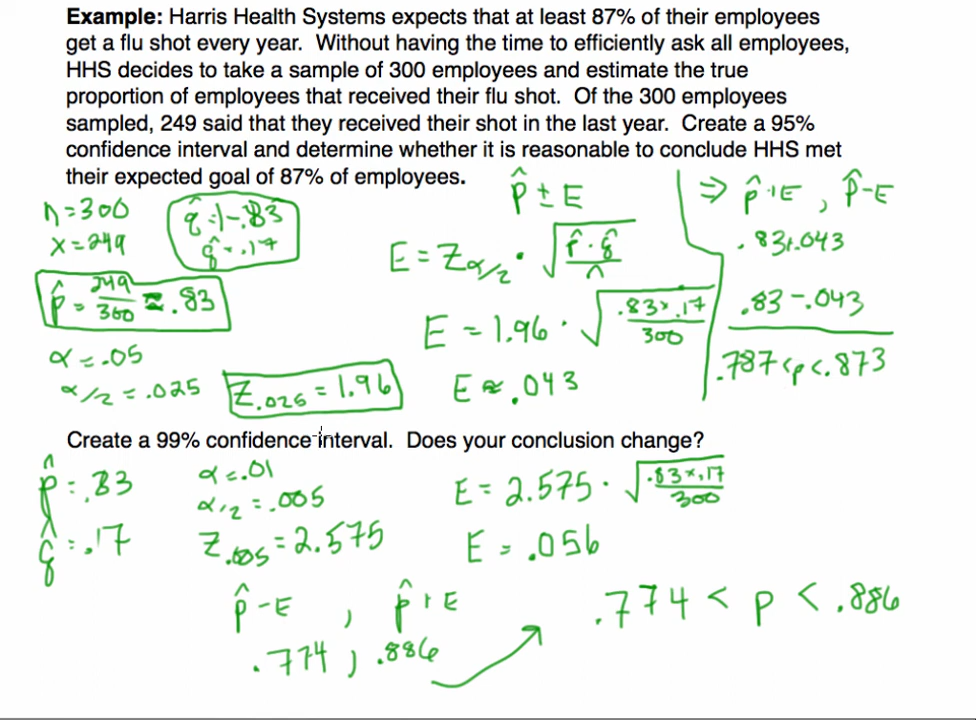 Example: Harris Health Systems expects that at least 87% of their employees
get a flu shot every year. Without having the time to efficiently ask all employees,
HHS decides to take a sample of 300 employees and estimate the true
proportion of employees that received their flu shot. Of the 300 employees
sampled, 249 said that they received their shot in the last year. Create a 95%
confidence interval and determine whether it is reasonable to conclude HHS met
their expected goal of 87% of employees.
n=300
x=249
q̂=1-.83
q̂=.17
p̂ = 249/300 ≈ .83
α=.05
α/2=.025
Z.025=1.96
p̂±E
E=Zα/2·√(p̂·q̂/n)
E=1.96·√(.83×.17/300)
E≈.043
⇒ p̂+E, p̂-E
.83+.043
.83-.043
.787<p<.873
Create a 99% confidence interval. Does your conclusion change?
p̂=.83
q̂=.17
α=.01
α/2=.005
Z.005=2.575
E=2.575·√(.83×.17/300)
E=.056
p̂-E, p̂+E
.774, .886
.774<p<.886